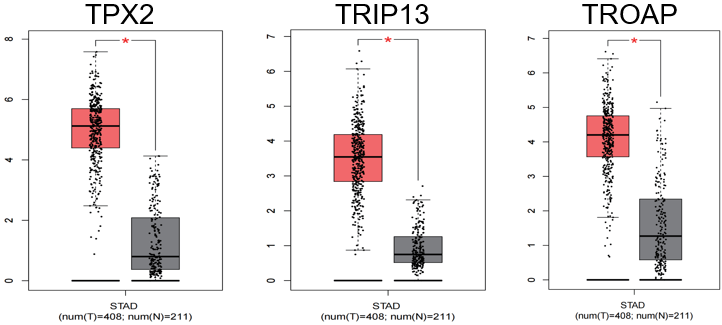 TPX2
TRIP13
TROAP
*
*
*
8
6
4
2
0
7
6
5
4
3
2
1
0
7
6
5
4
3
2
1
0
STAD
(num(T)=408; num(N)=211)
STAD
(num(T)=408; num(N)=211)
STAD
(num(T)=408; num(N)=211)